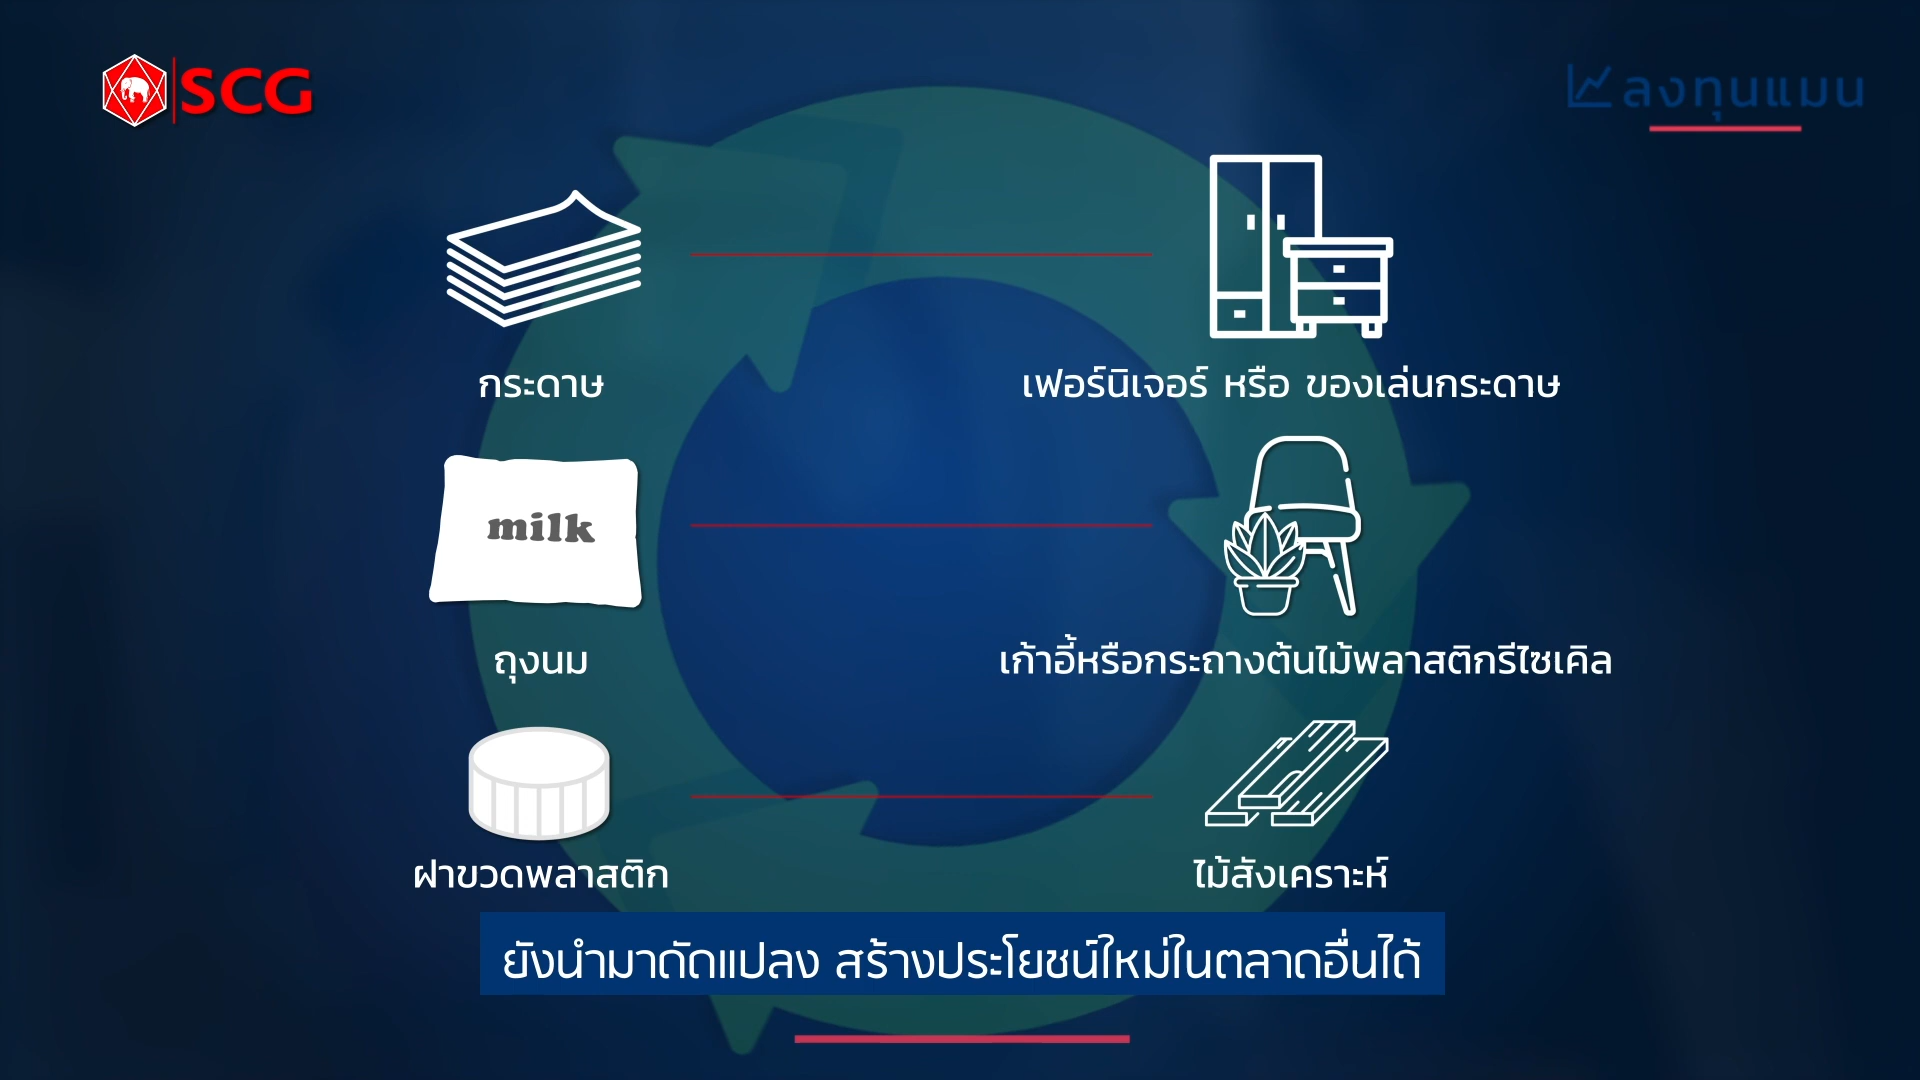 SCG
ลงทุนแมน
กระดาษ
เฟอร์นิเจอร์ หรือ ของเล่นกระดาษ
milk
ถุงนม
เก้าอี้หรือกระถางต้นไม้พลาสติกรีไซเคิล
ฝาขวดพลาสติก
ไม้สังเคราะห์
ยังนำมาดัดแปลง สร้างประโยชน์ใหม่ในตลาดอื่นได้